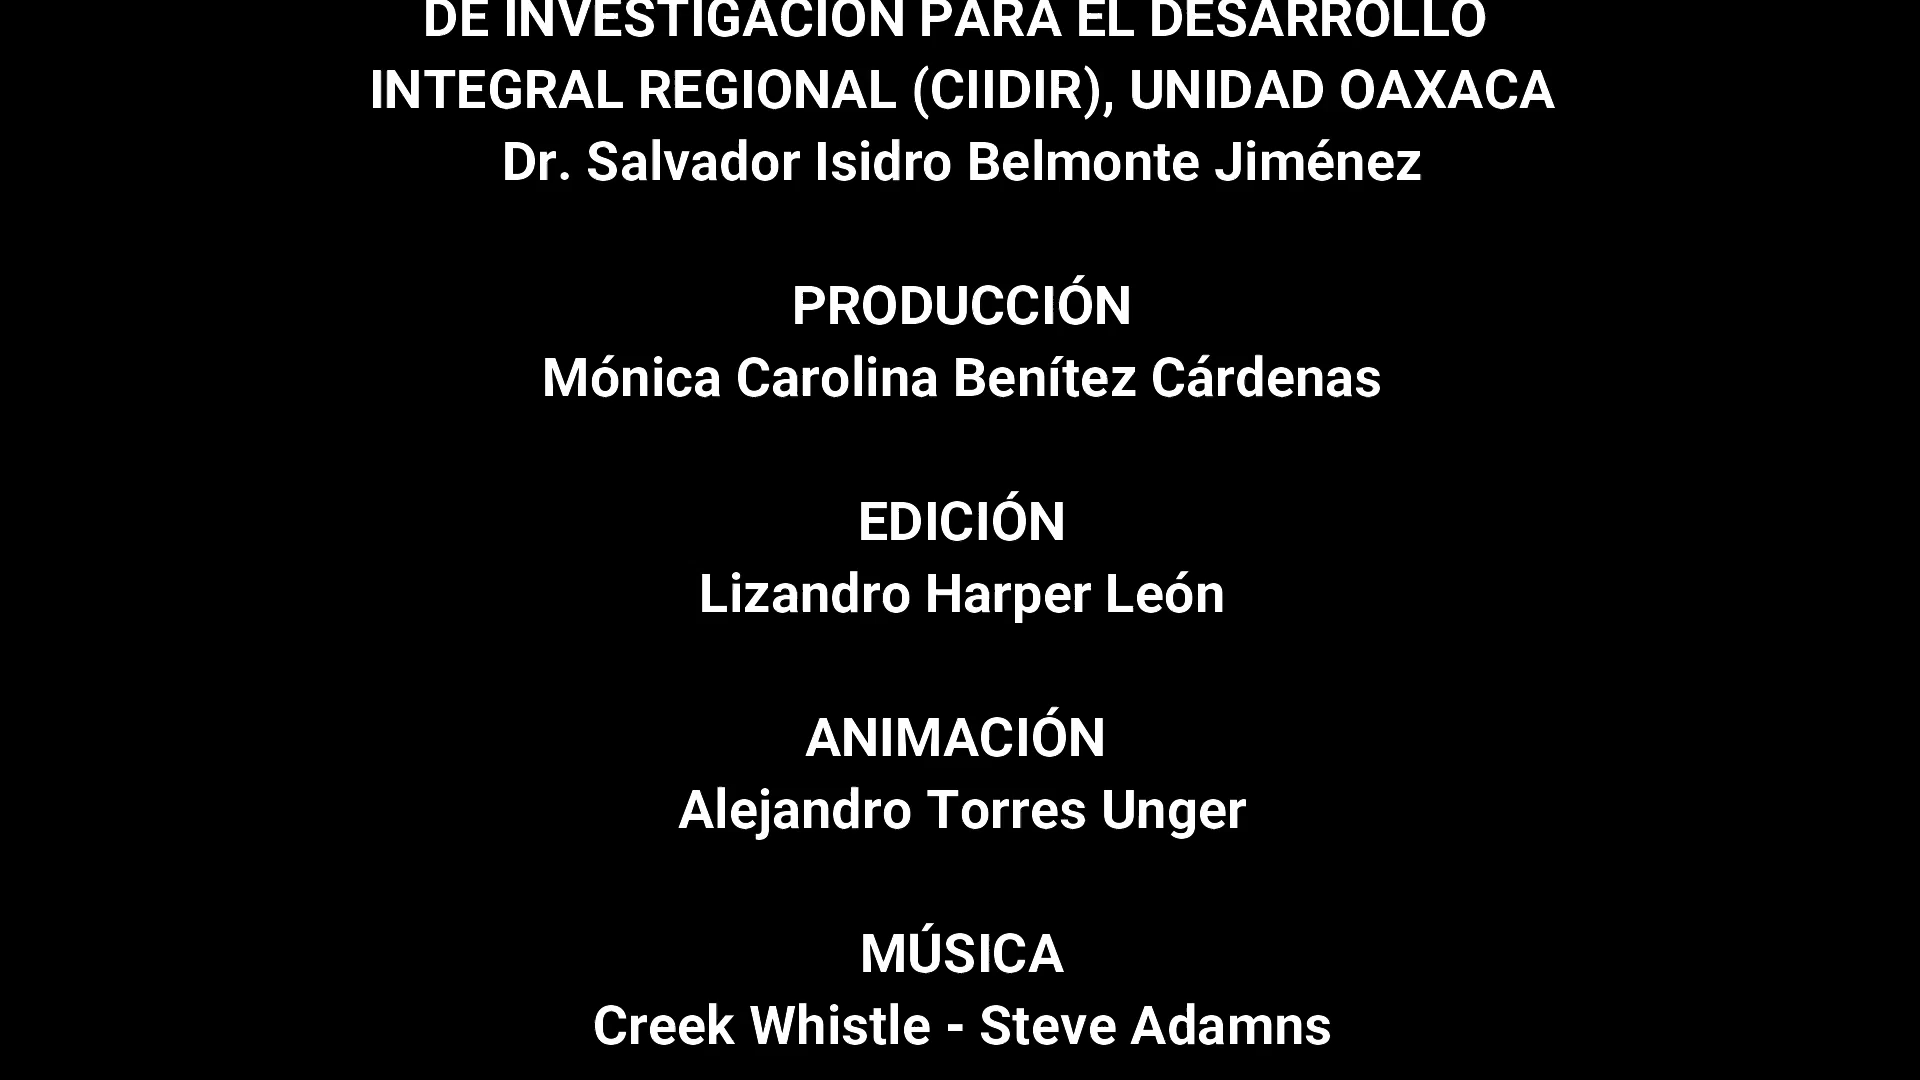 DE INVESTIGACIÓN PARA EL DESARROLLO
INTEGRAL REGIONAL (CIIDIR), UNIDAD OAXACA
Dr. Salvador Isidro Belmonte Jiménez
PRODUCCIÓN
Mónica Carolina Benítez Cárdenas
EDICIÓN
Lizandro Harper León
ANIMACIÓN
Alejandro Torres Unger
MÚSICA
Creek Whistle - Steve Adamns